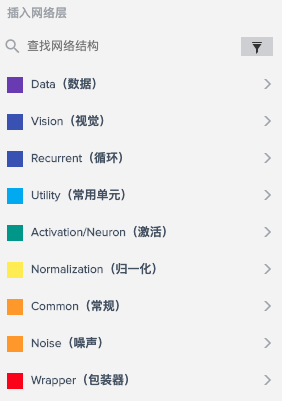 插入网络层
查找网络结构
Data（数据）
Vision（视觉）
Recurrent（循环）
Utility（常用单元）
Activation/Neuron（激活）
Normalization（归一化）
Common（常规）
Noise（噪声）
Wrapper（包装器）